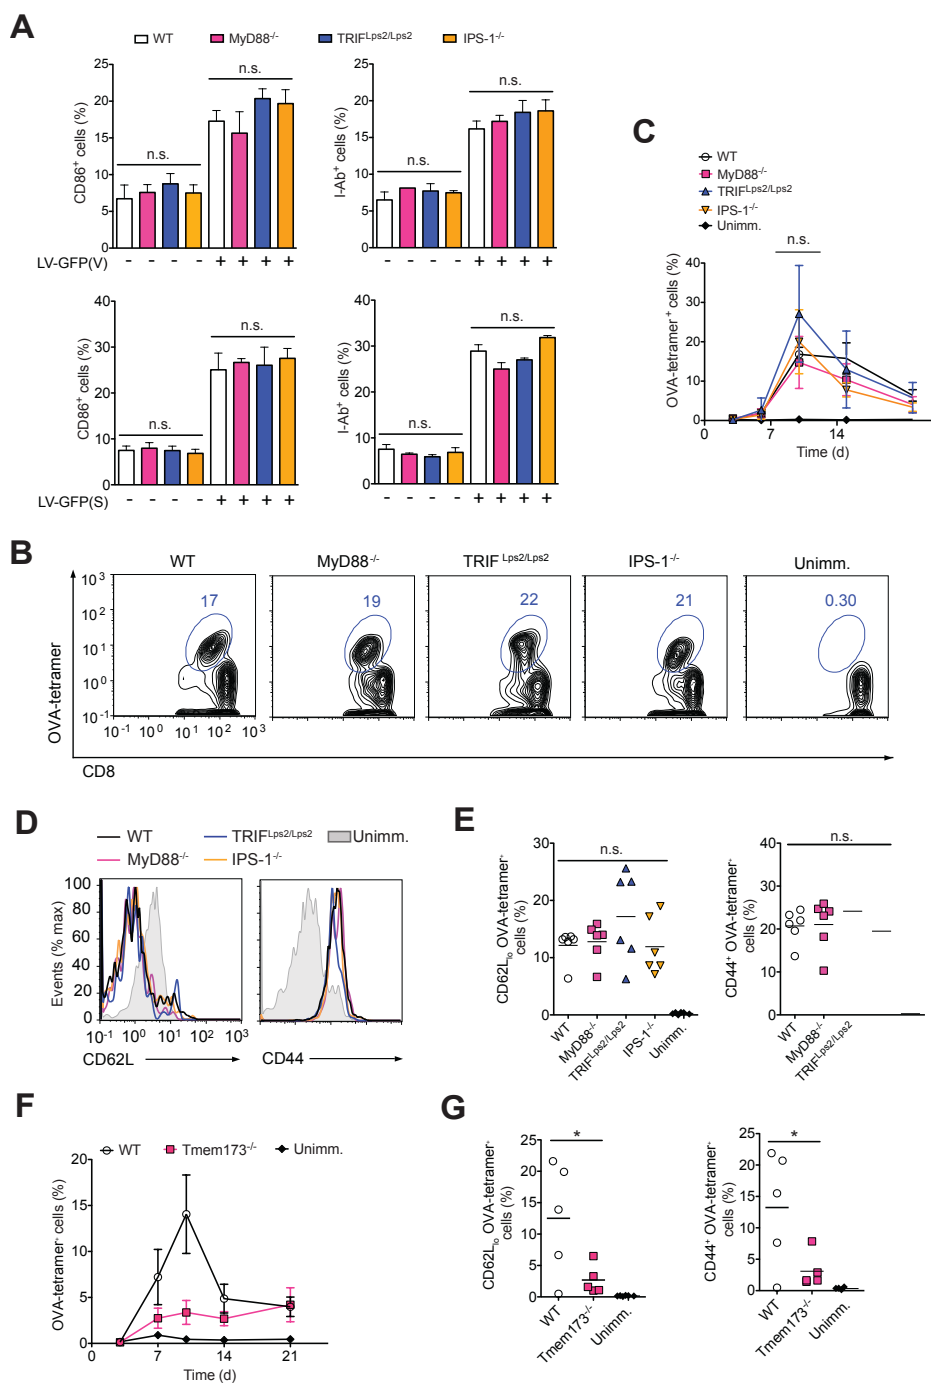 A
WT MyD88-/- TRIFLps2/Lps2 IPS-1-/-
CD86+ cells (%)
25
20
15
10
5
0
n.s.
n.s.
I-Ab+ cells (%)
25
20
15
10
5
0
n.s.
n.s.
LV-GFP(V) - - - - + + + + - - - - + + + +
CD86+ cells (%)
40
30
20
10
0
n.s.
n.s.
I-Ab+ cells (%)
40
30
20
10
0
n.s.
n.s.
LV-GFP(S) - - - - + + + + - - - - + + + +
C
WT
MyD88-/-
TRIFLps2/Lps2
IPS-1-/-
Unimm.
n.s.
OVA-tetramer+ cells (%)
40
30
20
10
0
0 7 14
Time (d)
B
WT MyD88-/- TRIFLps2/Lps2 IPS-1-/- Unimm.
OVA-tetramer
103
102
101
100
10-1
17 19 22 21 0.30
10-1 100 101 102 103
CD8
D
WT TRIFLps2/Lps2 Unimm.
MyD88-/- IPS-1-/-
Events (% max)
100
80
60
40
20
0
10-1 100 101 102
CD62L CD44
E
CD62Llo OVA-tetramer+
cells (%)
30
20
10
0
n.s.
WT
MyD88-/-
TRIFLps2/Lps2
IPS-1-/-
Unimm.
CD44+ OVA-tetramer+
cells (%)
40
30
20
10
0
n.s.
WT
MyD88-/-
TRIFLps2/Lps2
F
WT Tmem173-/- Unimm.
OVA-tetramer+ cells (%)
20
15
10
5
0
0 7 14 21
Time (d)
G
CD62Llo OVA-tetramer+
cells (%)
25
20
15
10
5
0
*
WT
Tmem173-/-
Unimm.
CD44+ OVA-tetramer+
cells (%)
25
20
15
10
5
0
*
WT
Tmem173-/-
Unimm.